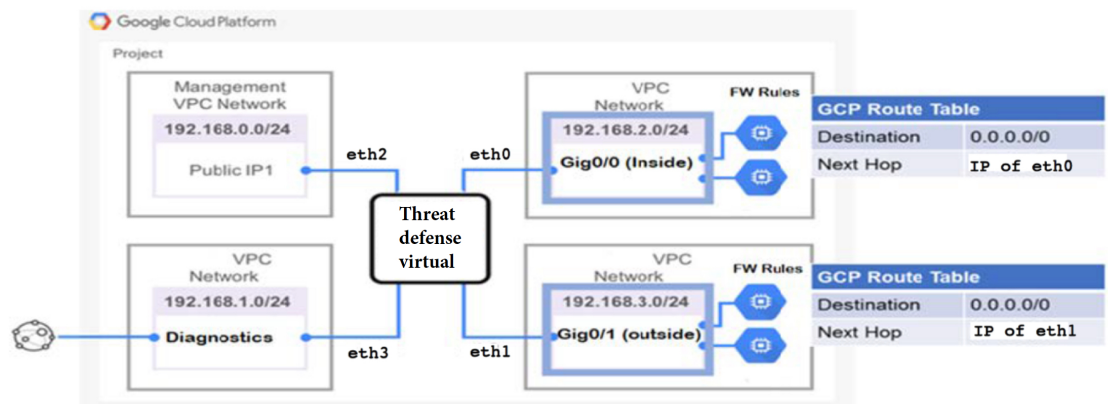 Google Cloud Platform
Project
Management
VPC Network
192.168.0.0/24
Public IP1
eth2
eth0
VPC
Network
192.168.2.0/24
Gig0/0 (Inside)
FW Rules
GCP Route Table
Destination 0.0.0.0/0
Next Hop IP of eth0
Threat
defense
virtual
VPC
Network
192.168.1.0/24
Diagnostics
eth3
eth1
VPC
Network
192.168.3.0/24
Gig0/1 (outside)
FW Rules
GCP Route Table
Destination 0.0.0.0/0
Next Hop IP of eth1